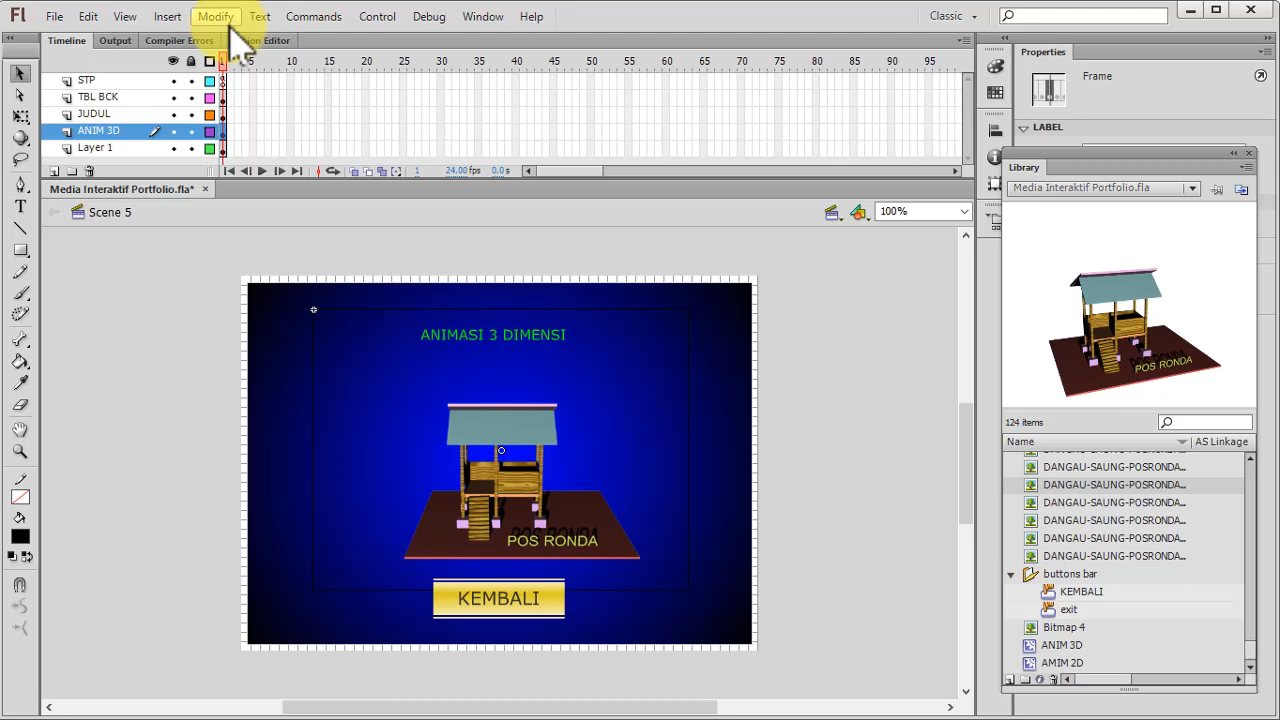 Fl File Edit View Insert Modify Text Commands Control Debug Window Help Classic
Timeline Output Compiler Errors Editor
Properties
1 5 10 15 20 25 30 35 40 45 50 55 60 65 70 75 80 85 90 95
Frame
LABEL
STP
TBL BCK
JUDUL
ANIM 3D
Layer 1
1 24.00 fps 0.0 s
Media Interaktif Portfolio.fla*
Scene 5
100%
Library
Media Interaktif Portfolio.fla
POS RONDA
124 items
Name AS Linkage
DANGAU-SAUNG-POSRONDA...
DANGAU-SAUNG-POSRONDA...
DANGAU-SAUNG-POSRONDA...
DANGAU-SAUNG-POSRONDA...
DANGAU-SAUNG-POSRONDA...
DANGAU-SAUNG-POSRONDA...
buttons bar
KEMBALI
exit
Bitmap 4
ANIM 3D
AMIM 2D
ANIMASI 3 DIMENSI
POS RONDA
KEMBALI